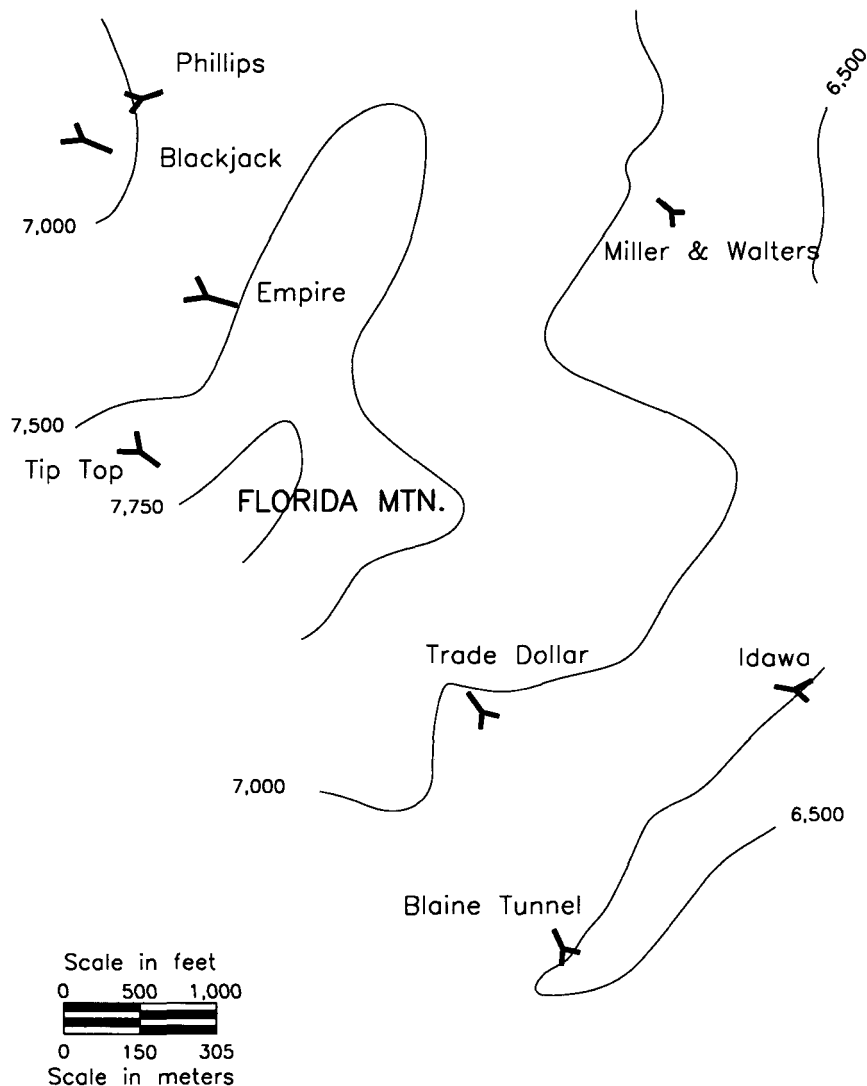 6,500
Phillips
Blackjack
7,000
Miller & Walters
Empire
7,500
Tip Top
7,750
FLORIDA MTN.
Trade Dollar
Idawa
7,000
6,500
Blaine Tunnel
Scale in feet
0 500 1,000
0 150 305
Scale in meters